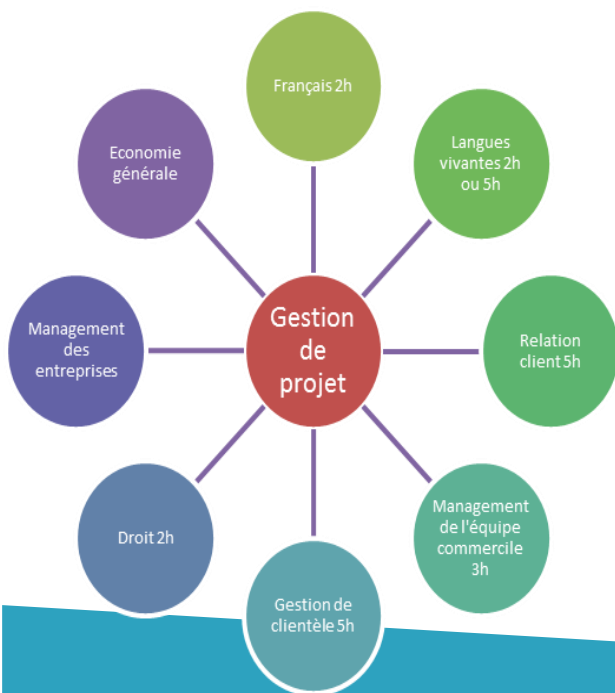 Français 2h
Langues
vivantes 2h
ou 5h
Relation
client 5h
Management
de l'équipe
commercile
3h
Gestion de
clientèle 5h
Droit 2h
Management
des
entreprises
Economie
générale
Gestion
de
projet